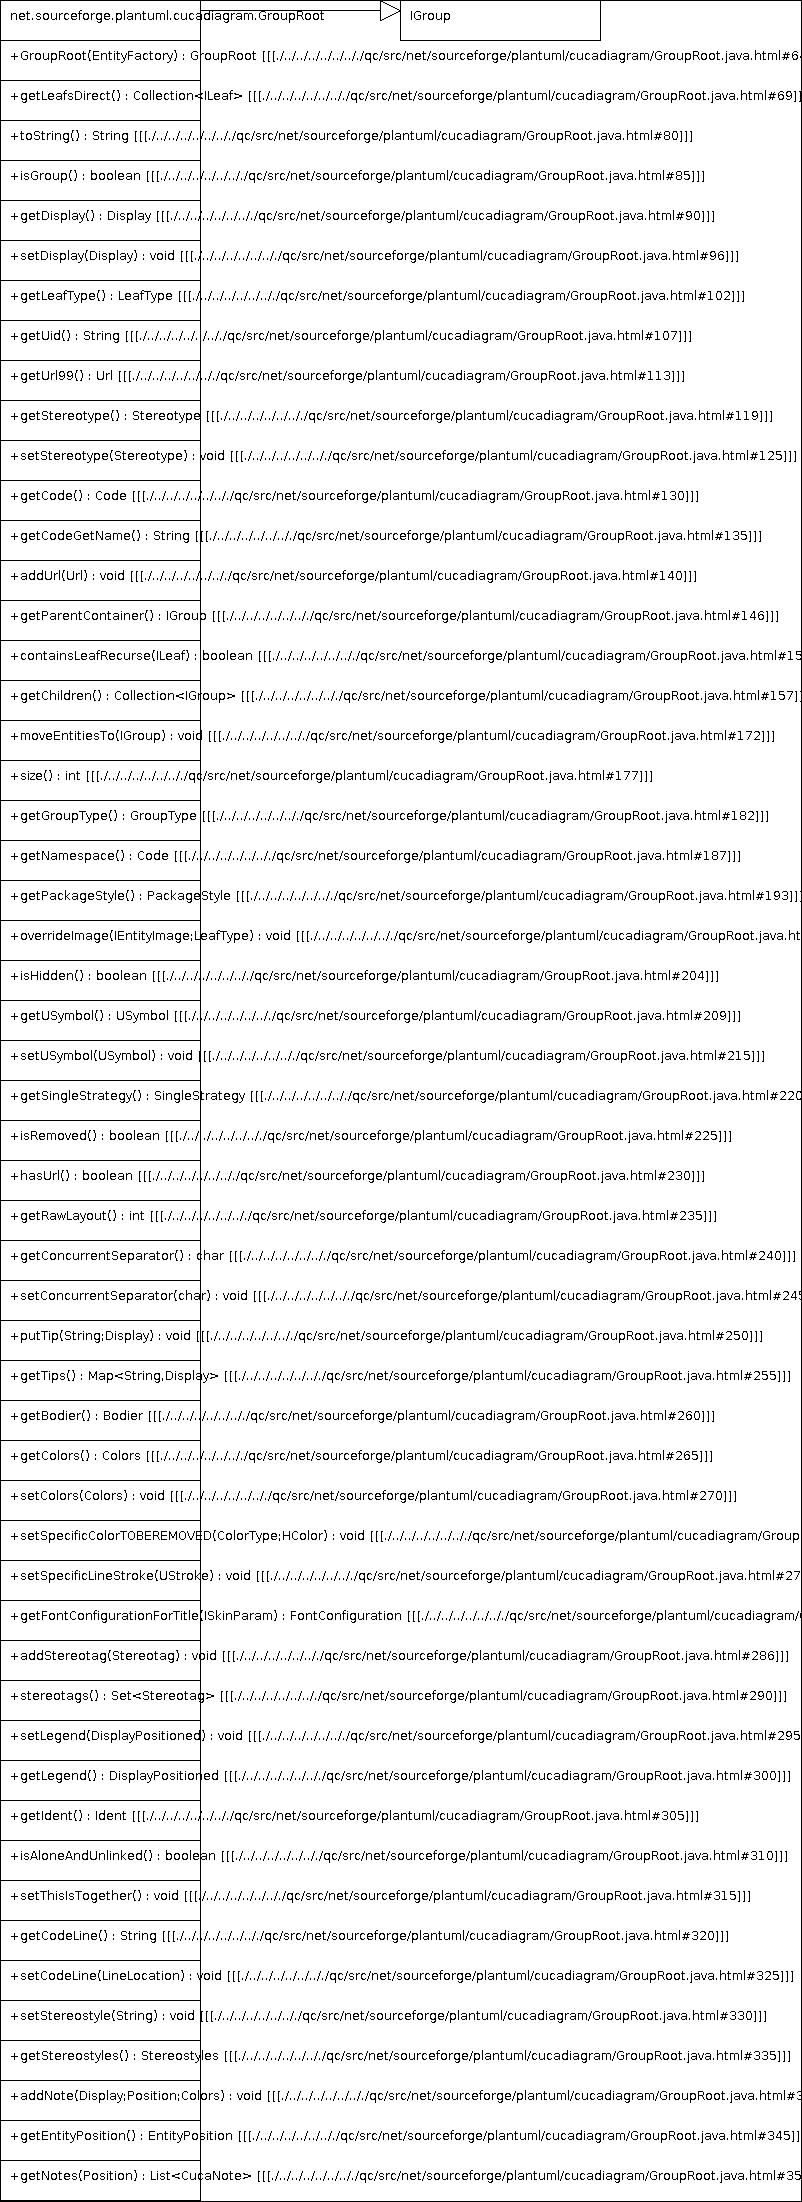 net.sourceforge.plantuml.cucadiagram.GroupRoot
IGroup
+GroupRoot(EntityFactory) : GroupRoot [[[./../../../../../../../qc/src/net/sourceforge/plantuml/cucadiagram/GroupRoot.java.html#64
+getLeafsDirect() : Collection<ILeaf> [[[./../../../../../../../qc/src/net/sourceforge/plantuml/cucadiagram/GroupRoot.java.html#69]]]
+toString() : String [[[./../../../../../../../qc/src/net/sourceforge/plantuml/cucadiagram/GroupRoot.java.html#80]]]
+isGroup() : boolean [[[./../../../../../../../qc/src/net/sourceforge/plantuml/cucadiagram/GroupRoot.java.html#85]]]
+getDisplay() : Display [[[./../../../../../../../qc/src/net/sourceforge/plantuml/cucadiagram/GroupRoot.java.html#90]]]
+setDisplay(Display) : void [[[./../../../../../../../qc/src/net/sourceforge/plantuml/cucadiagram/GroupRoot.java.html#96]]]
+getLeafType() : LeafType [[[./../../../../../../../qc/src/net/sourceforge/plantuml/cucadiagram/GroupRoot.java.html#102]]]
+getUid() : String [[[./../../../../../../../qc/src/net/sourceforge/plantuml/cucadiagram/GroupRoot.java.html#107]]]
+getUrl99() : Url [[[./../../../../../../../qc/src/net/sourceforge/plantuml/cucadiagram/GroupRoot.java.html#113]]]
+getStereotype() : Stereotype [[[./../../../../../../../qc/src/net/sourceforge/plantuml/cucadiagram/GroupRoot.java.html#119]]]
+setStereotype(Stereotype) : void [[[./../../../../../../../qc/src/net/sourceforge/plantuml/cucadiagram/GroupRoot.java.html#125]]]
+getCode() : Code [[[./../../../../../../../qc/src/net/sourceforge/plantuml/cucadiagram/GroupRoot.java.html#130]]]
+getCodeGetName() : String [[[./../../../../../../../qc/src/net/sourceforge/plantuml/cucadiagram/GroupRoot.java.html#135]]]
+addUrl(Url) : void [[[./../../../../../../../qc/src/net/sourceforge/plantuml/cucadiagram/GroupRoot.java.html#140]]]
+getParentContainer() : IGroup [[[./../../../../../../../qc/src/net/sourceforge/plantuml/cucadiagram/GroupRoot.java.html#146]]]
+containsLeafRecurse(ILeaf) : boolean [[[./../../../../../../../qc/src/net/sourceforge/plantuml/cucadiagram/GroupRoot.java.html#15
+getChildren() : Collection<IGroup> [[[./../../../../../../../qc/src/net/sourceforge/plantuml/cucadiagram/GroupRoot.java.html#157]]]
+moveEntitiesTo(IGroup) : void [[[./../../../../../../../qc/src/net/sourceforge/plantuml/cucadiagram/GroupRoot.java.html#172]]]
+size() : int [[[./../../../../../../../qc/src/net/sourceforge/plantuml/cucadiagram/GroupRoot.java.html#177]]]
+getGroupType() : GroupType [[[./../../../../../../../qc/src/net/sourceforge/plantuml/cucadiagram/GroupRoot.java.html#182]]]
+getNamespace() : Code [[[./../../../../../../../qc/src/net/sourceforge/plantuml/cucadiagram/GroupRoot.java.html#187]]]
+getPackageStyle() : PackageStyle [[[./../../../../../../../qc/src/net/sourceforge/plantuml/cucadiagram/GroupRoot.java.html#193]]]
+overrideImage(IEntityImage;LeafType) : void [[[./../../../../../../../qc/src/net/sourceforge/plantuml/cucadiagram/GroupRoot.java.ht
+isHidden() : boolean [[[./../../../../../../../qc/src/net/sourceforge/plantuml/cucadiagram/GroupRoot.java.html#204]]]
+getUSymbol() : USymbol [[[./../../../../../../../qc/src/net/sourceforge/plantuml/cucadiagram/GroupRoot.java.html#209]]]
+setUSymbol(USymbol) : void [[[./../../../../../../../qc/src/net/sourceforge/plantuml/cucadiagram/GroupRoot.java.html#215]]]
+getSingleStrategy() : SingleStrategy [[[./../../../../../../../qc/src/net/sourceforge/plantuml/cucadiagram/GroupRoot.java.html#220
+isRemoved() : boolean [[[./../../../../../../../qc/src/net/sourceforge/plantuml/cucadiagram/GroupRoot.java.html#225]]]
+hasUrl() : boolean [[[./../../../../../../../qc/src/net/sourceforge/plantuml/cucadiagram/GroupRoot.java.html#230]]]
+getRawLayout() : int [[[./../../../../../../../qc/src/net/sourceforge/plantuml/cucadiagram/GroupRoot.java.html#235]]]
+getConcurrentSeparator() : char [[[./../../../../../../../qc/src/net/sourceforge/plantuml/cucadiagram/GroupRoot.java.html#240]]]
+setConcurrentSeparator(char) : void [[[./../../../../../../../qc/src/net/sourceforge/plantuml/cucadiagram/GroupRoot.java.html#245
+putTip(String;Display) : void [[[./../../../../../../../qc/src/net/sourceforge/plantuml/cucadiagram/GroupRoot.java.html#250]]]
+getTips() : Map<String,Display> [[[./../../../../../../../qc/src/net/sourceforge/plantuml/cucadiagram/GroupRoot.java.html#255]]]
+getBodier() : Bodier [[[./../../../../../../../qc/src/net/sourceforge/plantuml/cucadiagram/GroupRoot.java.html#260]]]
+getColors() : Colors [[[./../../../../../../../qc/src/net/sourceforge/plantuml/cucadiagram/GroupRoot.java.html#265]]]
+setColors(Colors) : void [[[./../../../../../../../qc/src/net/sourceforge/plantuml/cucadiagram/GroupRoot.java.html#270]]]
+setSpecificColorTOBEREMOVED(ColorType;HColor) : void [[[./../../../../../../../qc/src/net/sourceforge/plantuml/cucadiagram/Group
+setSpecificLineStroke(UStroke) : void [[[./../../../../../../../qc/src/net/sourceforge/plantuml/cucadiagram/GroupRoot.java.html#27
+getFontConfigurationForTitle(ISkinParam) : FontConfiguration [[[./../../../../../../../qc/src/net/sourceforge/plantuml/cucadiagram/
+addStereotag(Stereotag) : void [[[./../../../../../../../qc/src/net/sourceforge/plantuml/cucadiagram/GroupRoot.java.html#286]]]
+stereotags() : Set<Stereotag> [[[./../../../../../../../qc/src/net/sourceforge/plantuml/cucadiagram/GroupRoot.java.html#290]]]
+setLegend(DisplayPositioned) : void [[[./../../../../../../../qc/src/net/sourceforge/plantuml/cucadiagram/GroupRoot.java.html#295
+getLegend() : DisplayPositioned [[[./../../../../../../../qc/src/net/sourceforge/plantuml/cucadiagram/GroupRoot.java.html#300]]]
+getIdent() : Ident [[[./../../../../../../../qc/src/net/sourceforge/plantuml/cucadiagram/GroupRoot.java.html#305]]]
+isAloneAndUnlinked() : boolean [[[./../../../../../../../qc/src/net/sourceforge/plantuml/cucadiagram/GroupRoot.java.html#310]]]
+setThisIsTogether() : void [[[./../../../../../../../qc/src/net/sourceforge/plantuml/cucadiagram/GroupRoot.java.html#315]]]
+getCodeLine() : String [[[./../../../../../../../qc/src/net/sourceforge/plantuml/cucadiagram/GroupRoot.java.html#320]]]
+setCodeLine(LineLocation) : void [[[./../../../../../../../qc/src/net/sourceforge/plantuml/cucadiagram/GroupRoot.java.html#325]]]
+setStereostyle(String) : void [[[./../../../../../../../qc/src/net/sourceforge/plantuml/cucadiagram/GroupRoot.java.html#330]]]
+getStereostyles() : Stereostyles [[[./../../../../../../../qc/src/net/sourceforge/plantuml/cucadiagram/GroupRoot.java.html#335]]]
+addNote(Display;Position;Colors) : void [[[./../../../../../../../qc/src/net/sourceforge/plantuml/cucadiagram/GroupRoot.java.html#3
+getEntityPosition() : EntityPosition [[[./../../../../../../../qc/src/net/sourceforge/plantuml/cucadiagram/GroupRoot.java.html#345]]]
+getNotes(Position) : List<CucaNote> [[[./../../../../../../../qc/src/net/sourceforge/plantuml/cucadiagram/GroupRoot.java.html#35